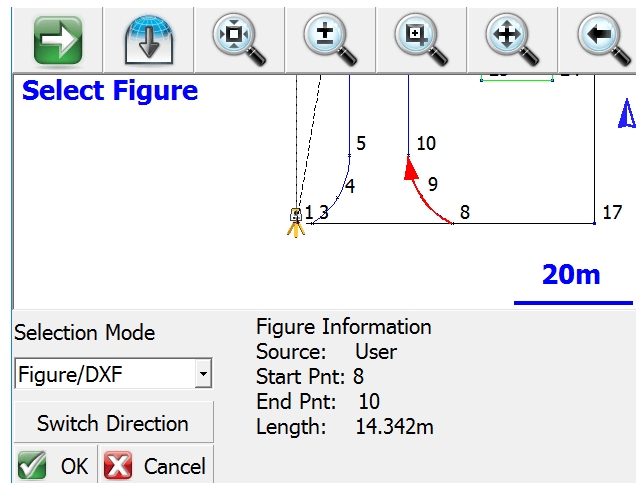 Select Figure
5
10
4
9
1 3
8
17
20m
Selection Mode
Figure/DXF
Switch Direction
OK
Cancel
Figure Information
Source: User
Start Pnt: 8
End Pnt: 10
Length: 14.342m